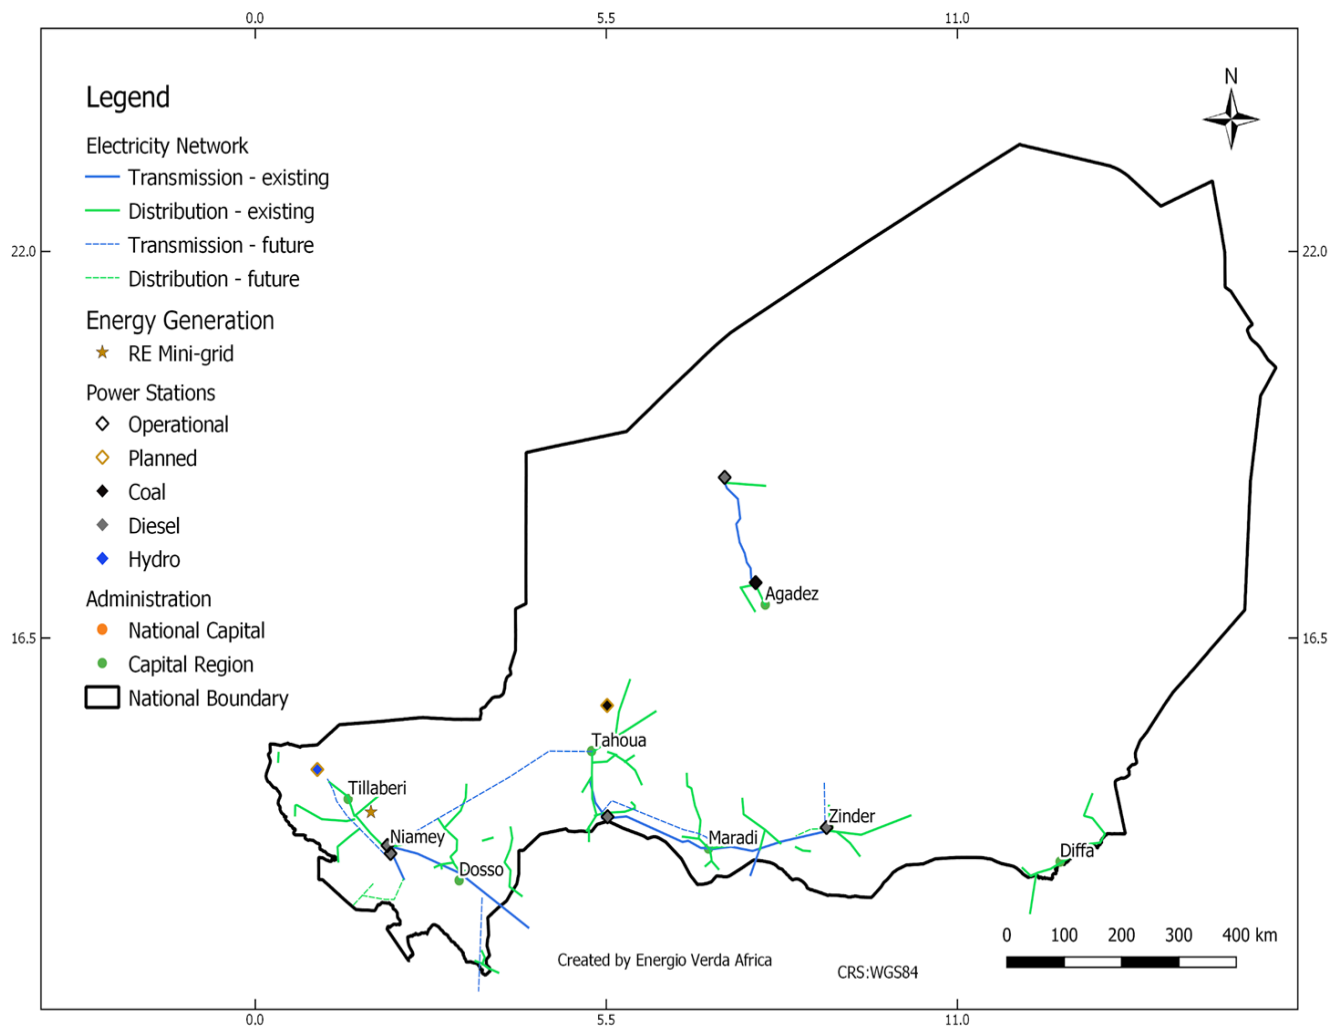 0.0 5.5 11.0
N
Legend
Electricity Network
Transmission - existing
Distribution - existing
Transmission - future
Distribution - future
22.0 22.0
Energy Generation
RE Mini-grid
Power Stations
Operational
Planned
Coal
Diesel
Hydro
Administration
National Capital
Capital Region
National Boundary
Agadez
16.5 16.5
Tahoua
Tillaberi
Niamey
Dosso
Maradi
Zinder
Diffa
0 100 200 300 400 km
Created by Energio Verda Africa
CRS:WGS84
0.0 5.5 11.0